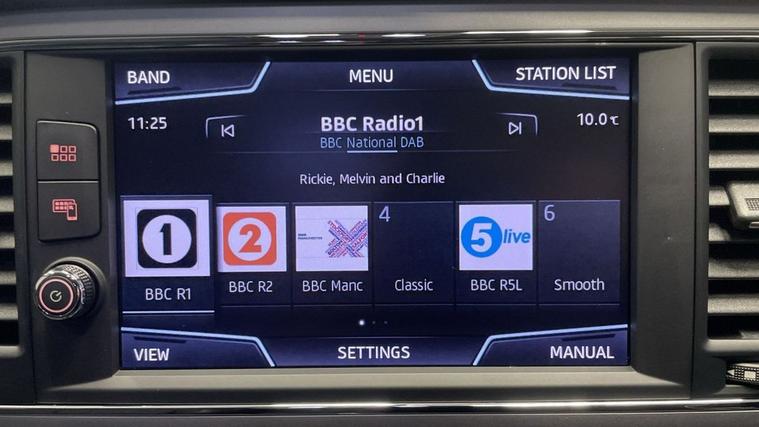 BAND
MENU
STATION LIST
11:25
BBC Radio1
10.0 °C
BBC National DAB
Rickie, Melvin and Charlie
1
2
4
5 live
6
BBC R1
BBC R2
BBC Manc
Classic
BBC R5L
Smooth
VIEW
SETTINGS
MANUAL